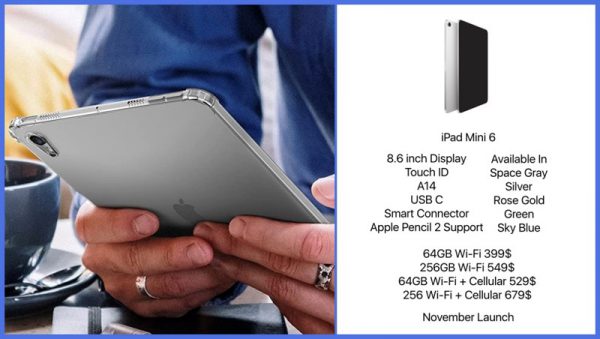 iPad Mini 6
8.6 inch Display
Touch ID
A14
USB C
Smart Connector
Apple Pencil 2 Support
Available In
Space Gray
Silver
Rose Gold
Green
Sky Blue
64GB Wi-Fi 399$
256GB Wi-Fi 549$
64GB Wi-Fi + Cellular 529$
256 Wi-Fi + Cellular 679$
November Launch